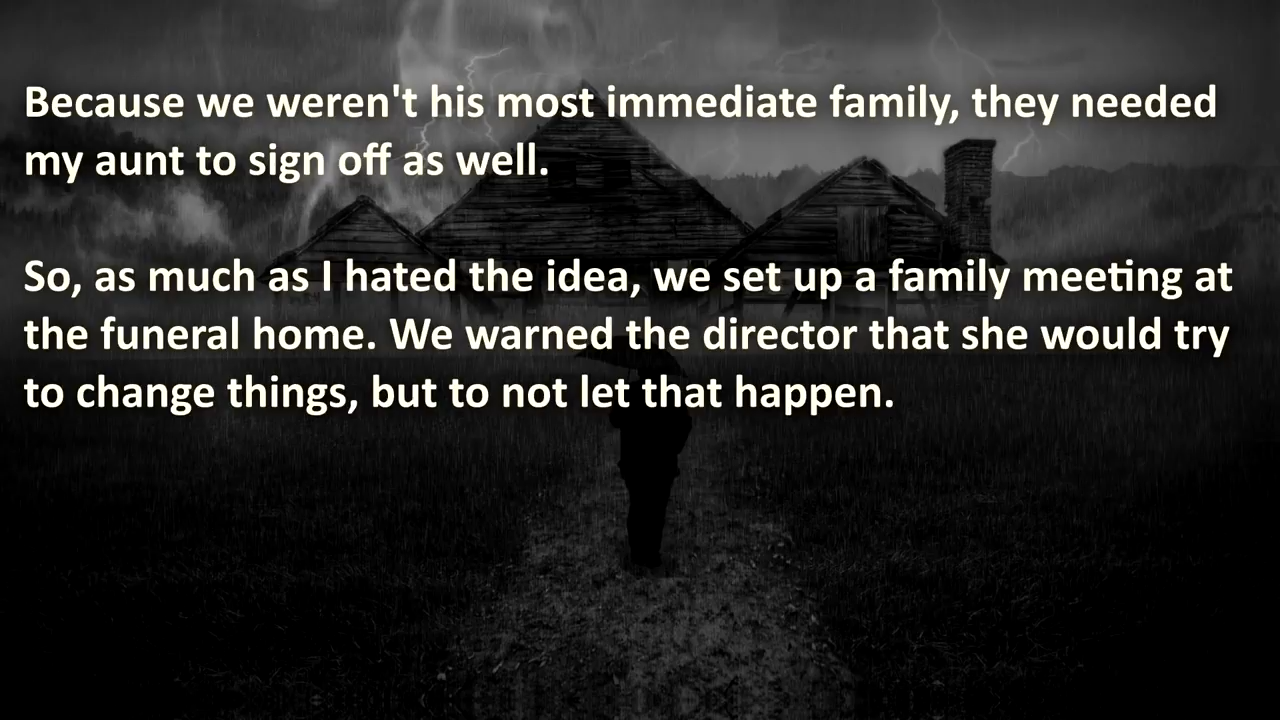 Because we weren't his most immediate family, they needed
my aunt to sign off as well.
So, as much as I hated the idea, we set up a family meeting at
the funeral home. We warned the director that she would try
to change things, but to not let that happen.